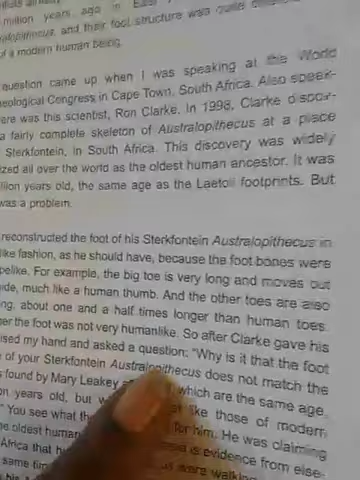 million years ago in East
and their foot structure was quite
of a modern human being.
question came up when I was speaking at the World
eological Congress in Cape Town, South Africa. Also speak-
ere was this scientist, Ron Clarke. In 1998, Clarke discov-
a fairly complete skeleton of Australopithecus at a place
Sterkfontein, in South Africa. This discovery was widely
ized all over the world as the oldest human ancestor. It was
llion years old, the same age as the Laetoli footprints. But
was a problem.
reconstructed the foot of his Sterkfontein Australopithecus in
like fashion, as he should have, because the foot bones were
pelike. For example, the big toe is very long and moves out
ide, much like a human thumb. And the other toes are also
ng, about one and a half times longer than human toes.
er the foot was not very humanlike. So after Clarke gave his
ised my hand and asked a question: "Why is it that the foot
of your Sterkfontein Australopithecus does not match the
s found by Mary Leakey which are the same age.
on years old, but like those of modern
" You see what the for him. He was claiming
e oldest human is evidence from else-
Africa that were walking
same